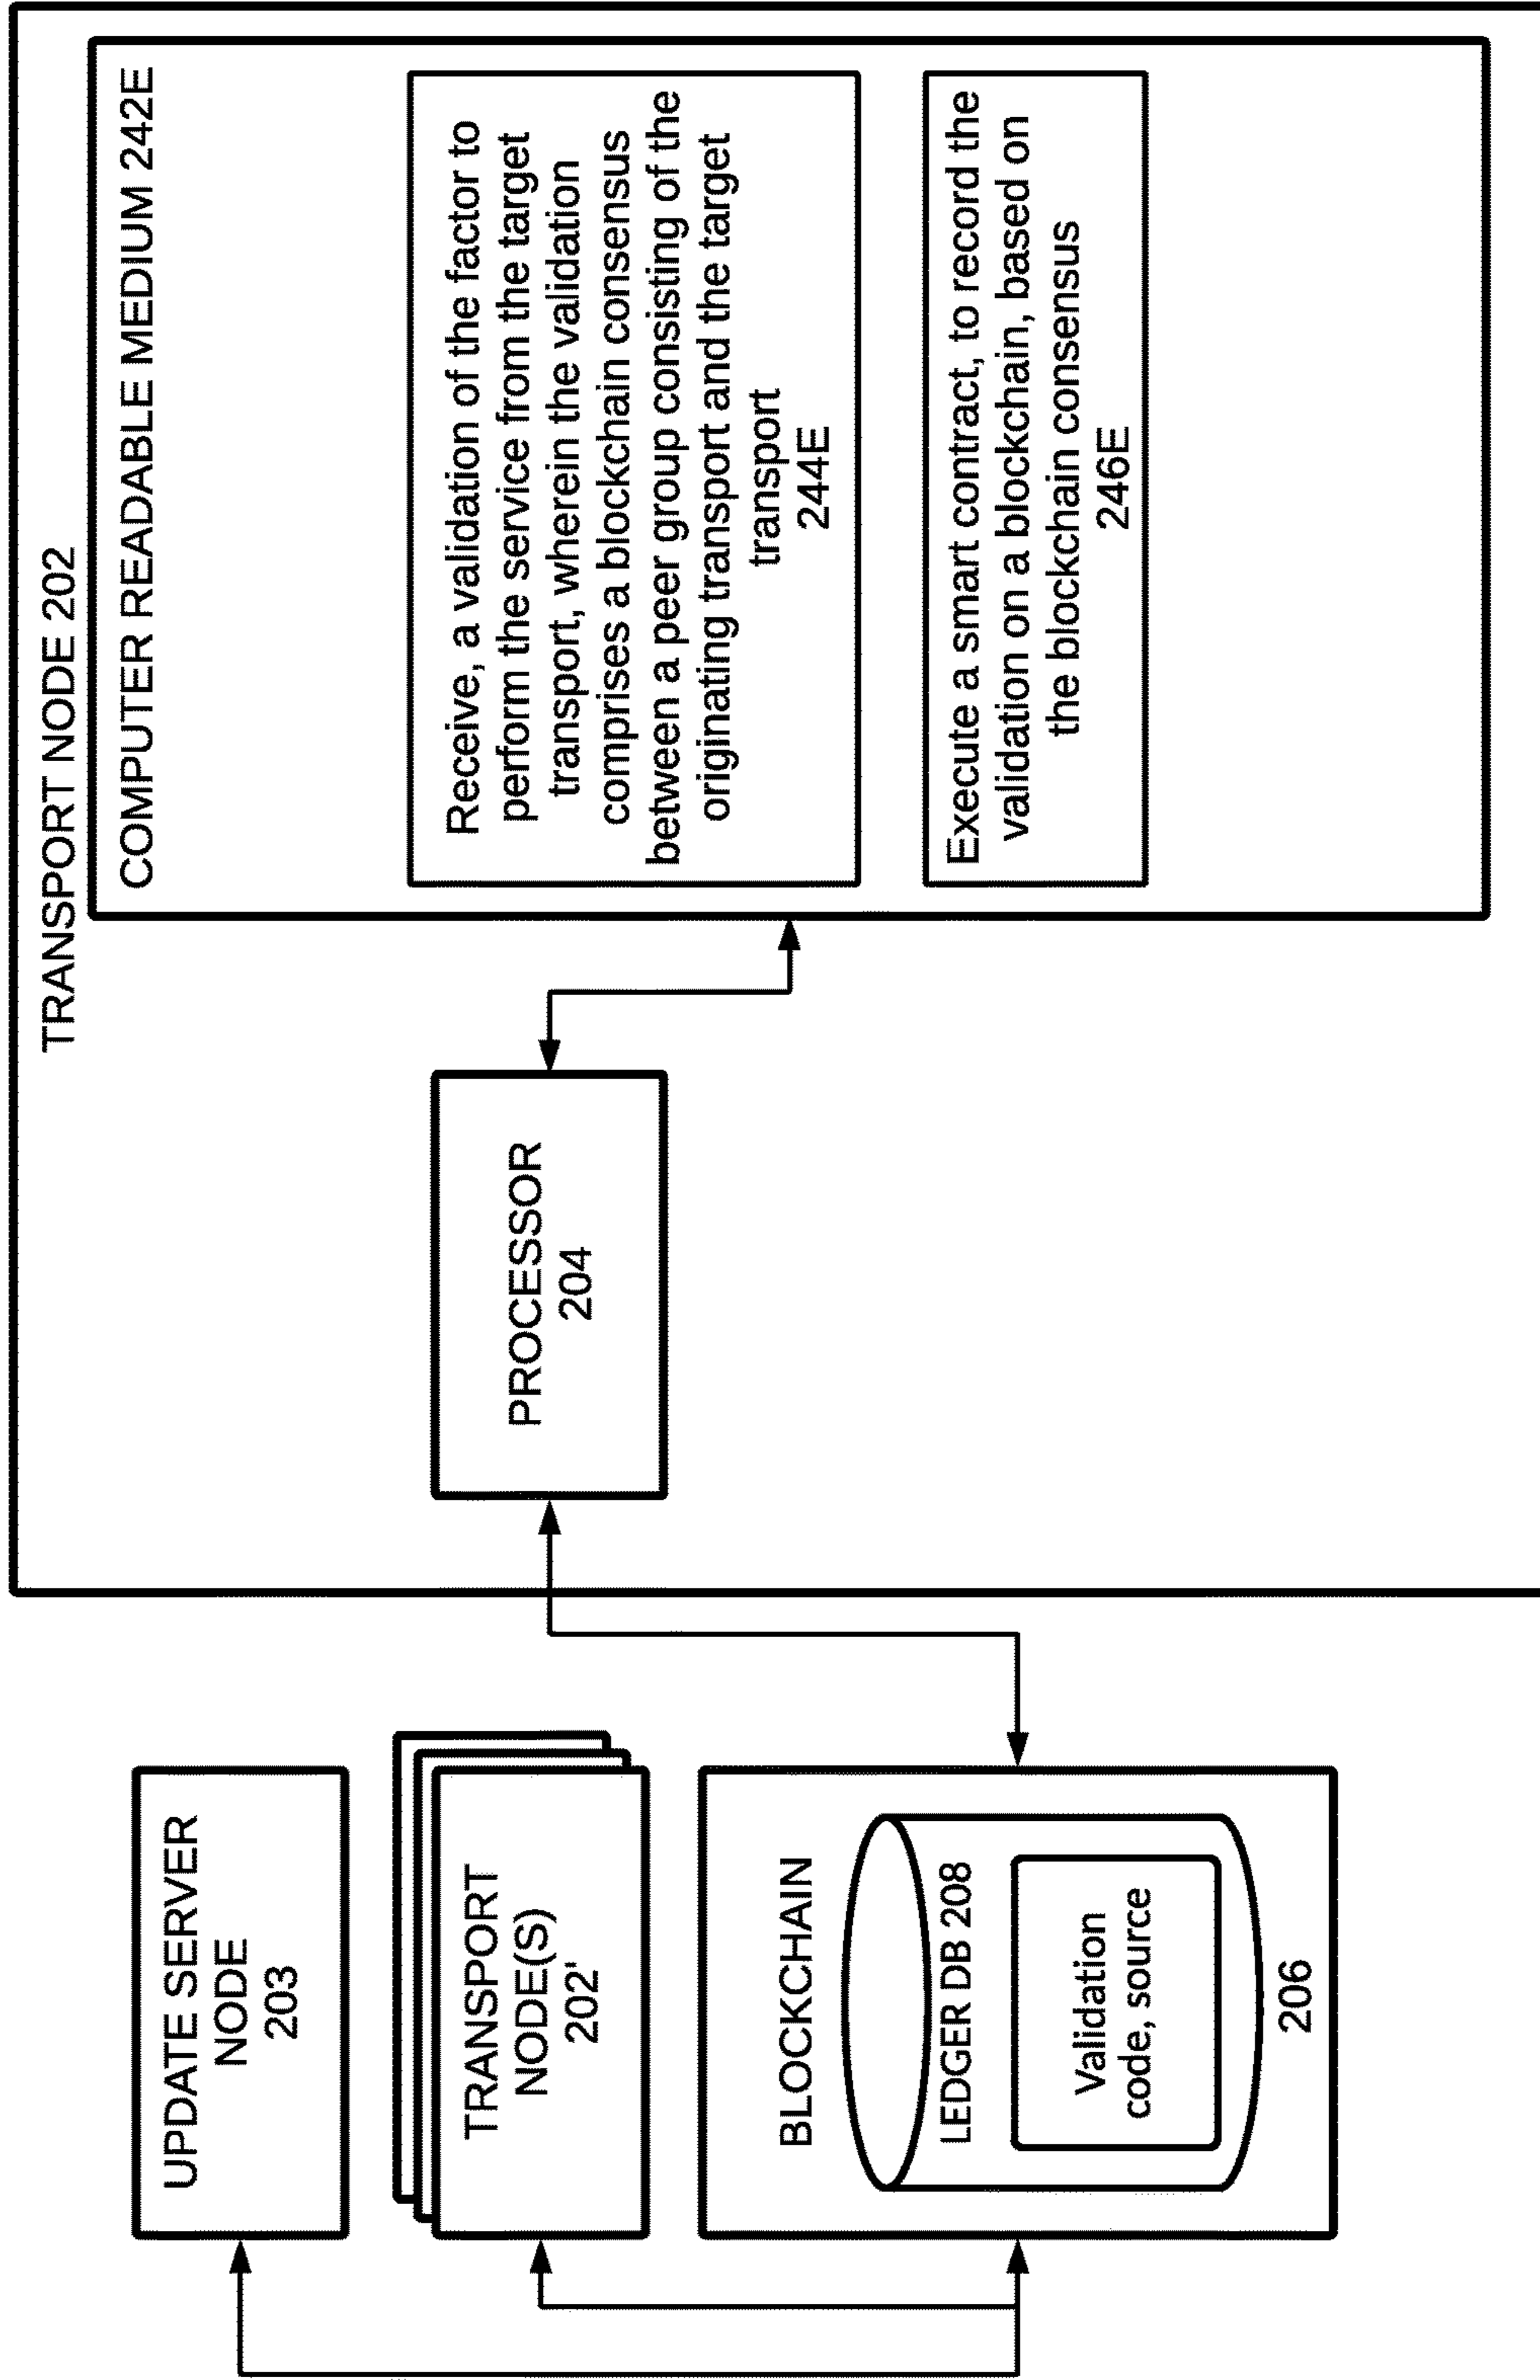 UPDATE SERVER
NODE
203
TRANSPORT
NODE(S)
202'
BLOCKCHAIN
LEDGER DB 208
Validation
code, source
206
TRANSPORT NODE 202
PROCESSOR
204
COMPUTER READABLE MEDIUM 242E
Receive, a validation of the factor to
perform the service from the target
transport, wherein the validation
comprises a blockchain consensus
between a peer group consisting of the
originating transport and the target
transport
244E
Execute a smart contract, to record the
validation on a blockchain, based on
the blockchain consensus
246E